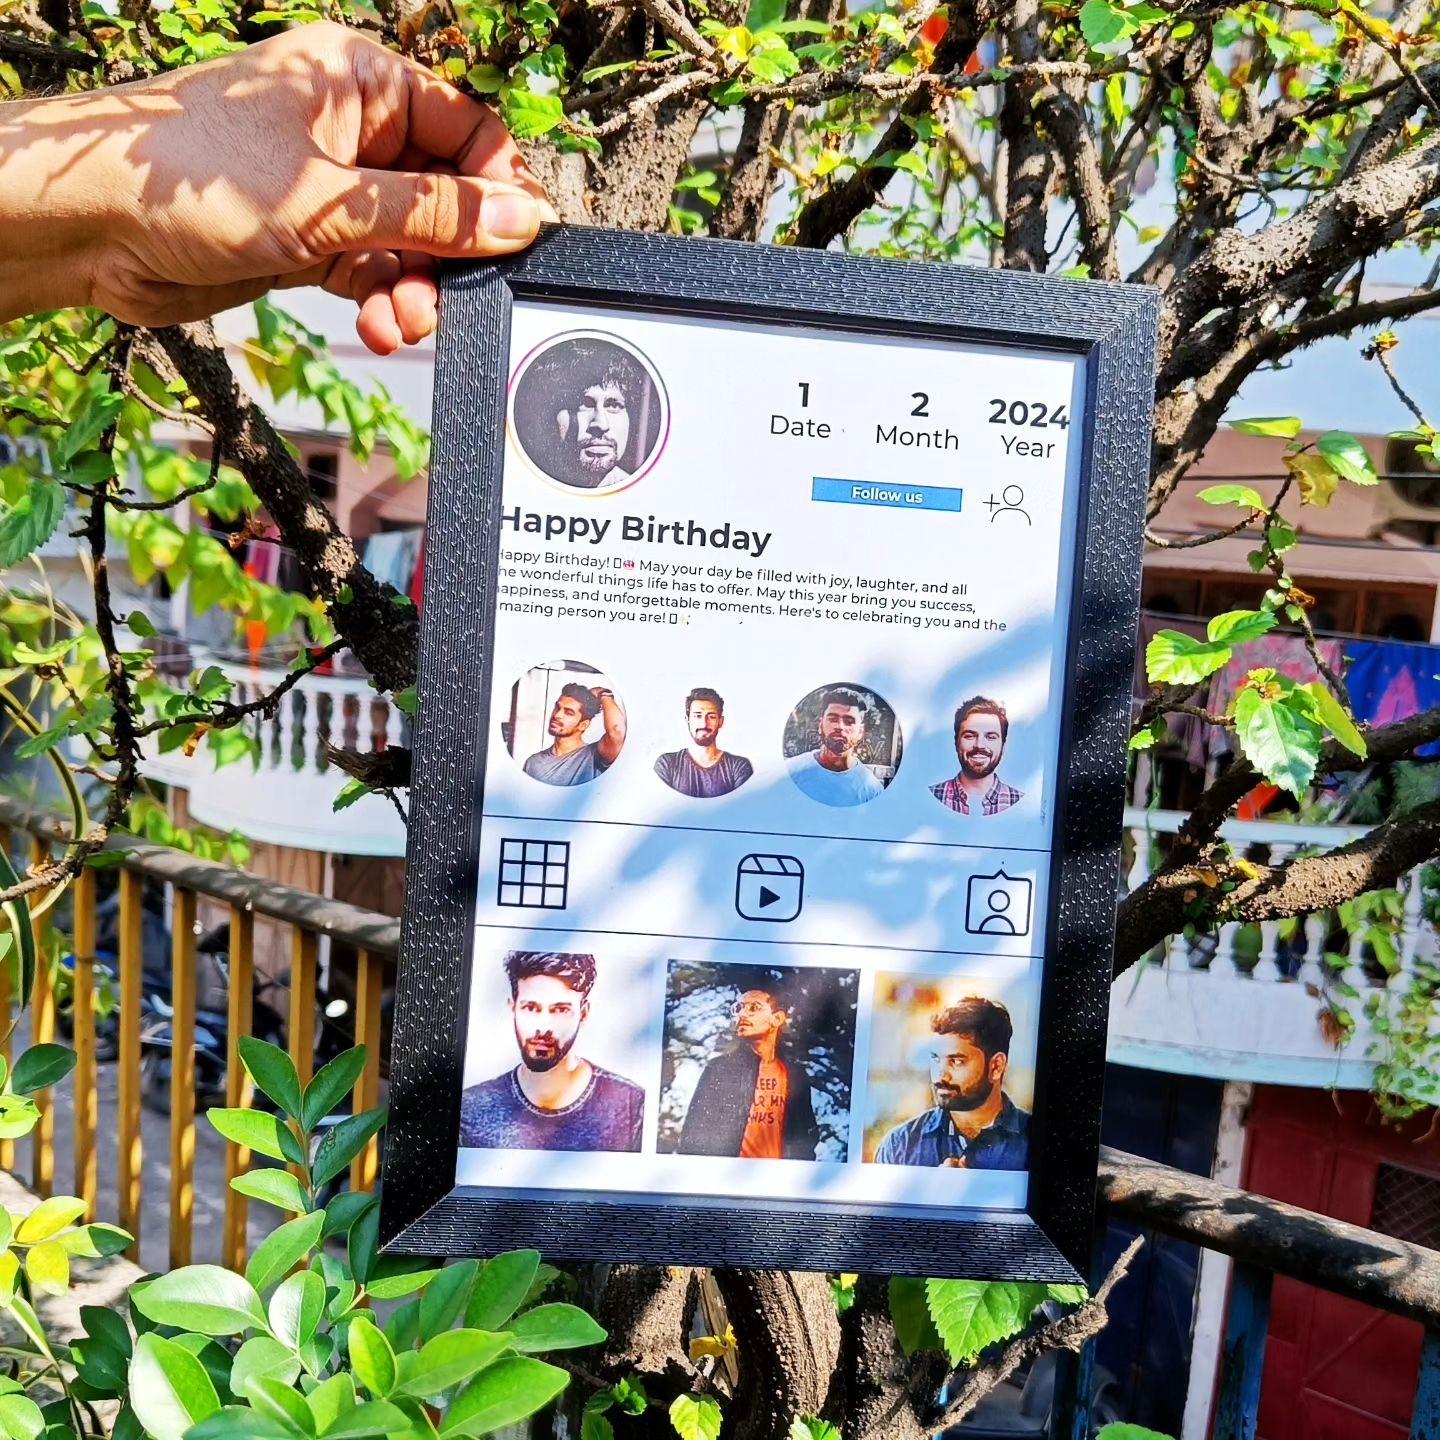 1 2 2024
Date Month Year
Follow us
Happy Birthday
Happy Birthday! May your day be filled with joy, laughter, and all
he wonderful things life has to offer. May this year bring you success,
happiness, and unforgettable moments. Here's to celebrating you and the
mazing person you are!